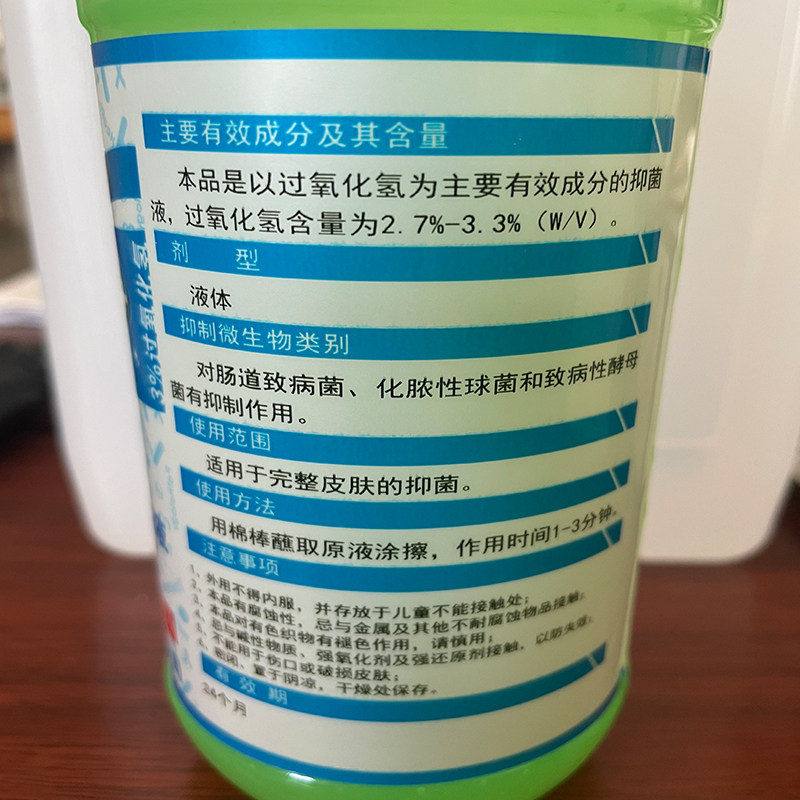 主要有效成分及其含量
本品是以过氧化氢为主要有效成分的抑菌
液，过氧化氢含量为2.7%-3.3%（W/V）。
剂 型
液体
抑制微生物类别
对肠道致病菌、化脓性球菌和致病性酵母
菌有抑制作用。
使用范围
适用于完整皮肤的抑菌。
使用方法
用棉棒蘸取原液涂擦，作用时间1-3分钟。
注意事项
1、外用不得内服，并存放于儿童不能接触处；
2、本品有腐蚀性，忌与金属及其他不耐腐蚀物品接触；
3、本品对有色织物有褪色作用，请慎用；
4、忌与碱性物质、强氧化剂及强还原剂接触，以防失效；
5、不能用于伤口或破损皮肤；
6、密闭、置于阴凉，干燥处保存。
有 效 期
24个月
3%过氧化氢